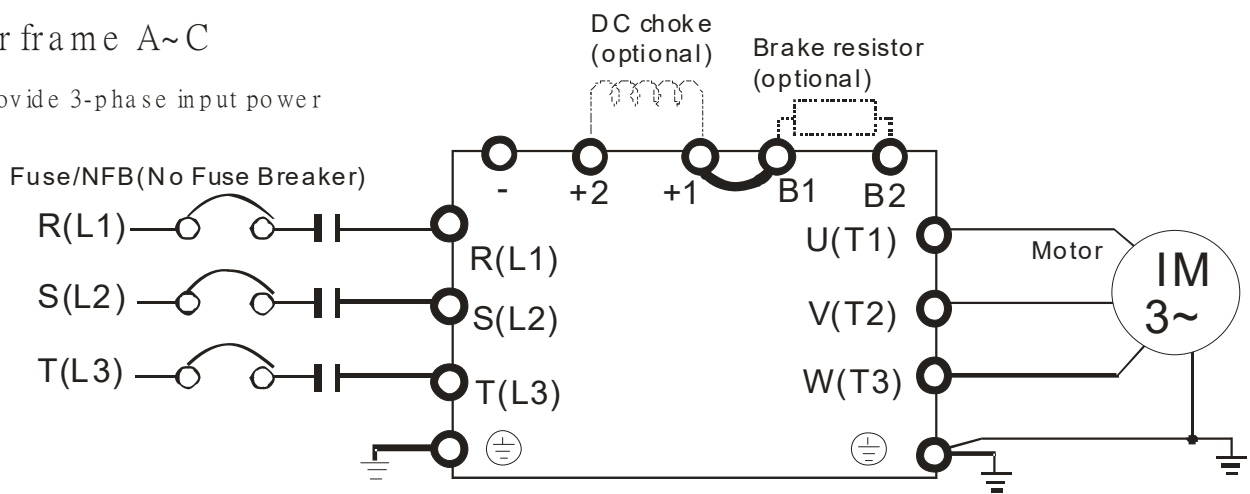 r frame A~C
ovide 3-phase input power
DC choke
(optional)
Brake resistor
(optional)
Fuse/NFB(No Fuse Breaker)
- +2 +1 B1 B2
R(L1)
R(L1)
U(T1)
Motor
IM
3~
S(L2)
S(L2)
V(T2)
T(L3)
T(L3)
W(T3)